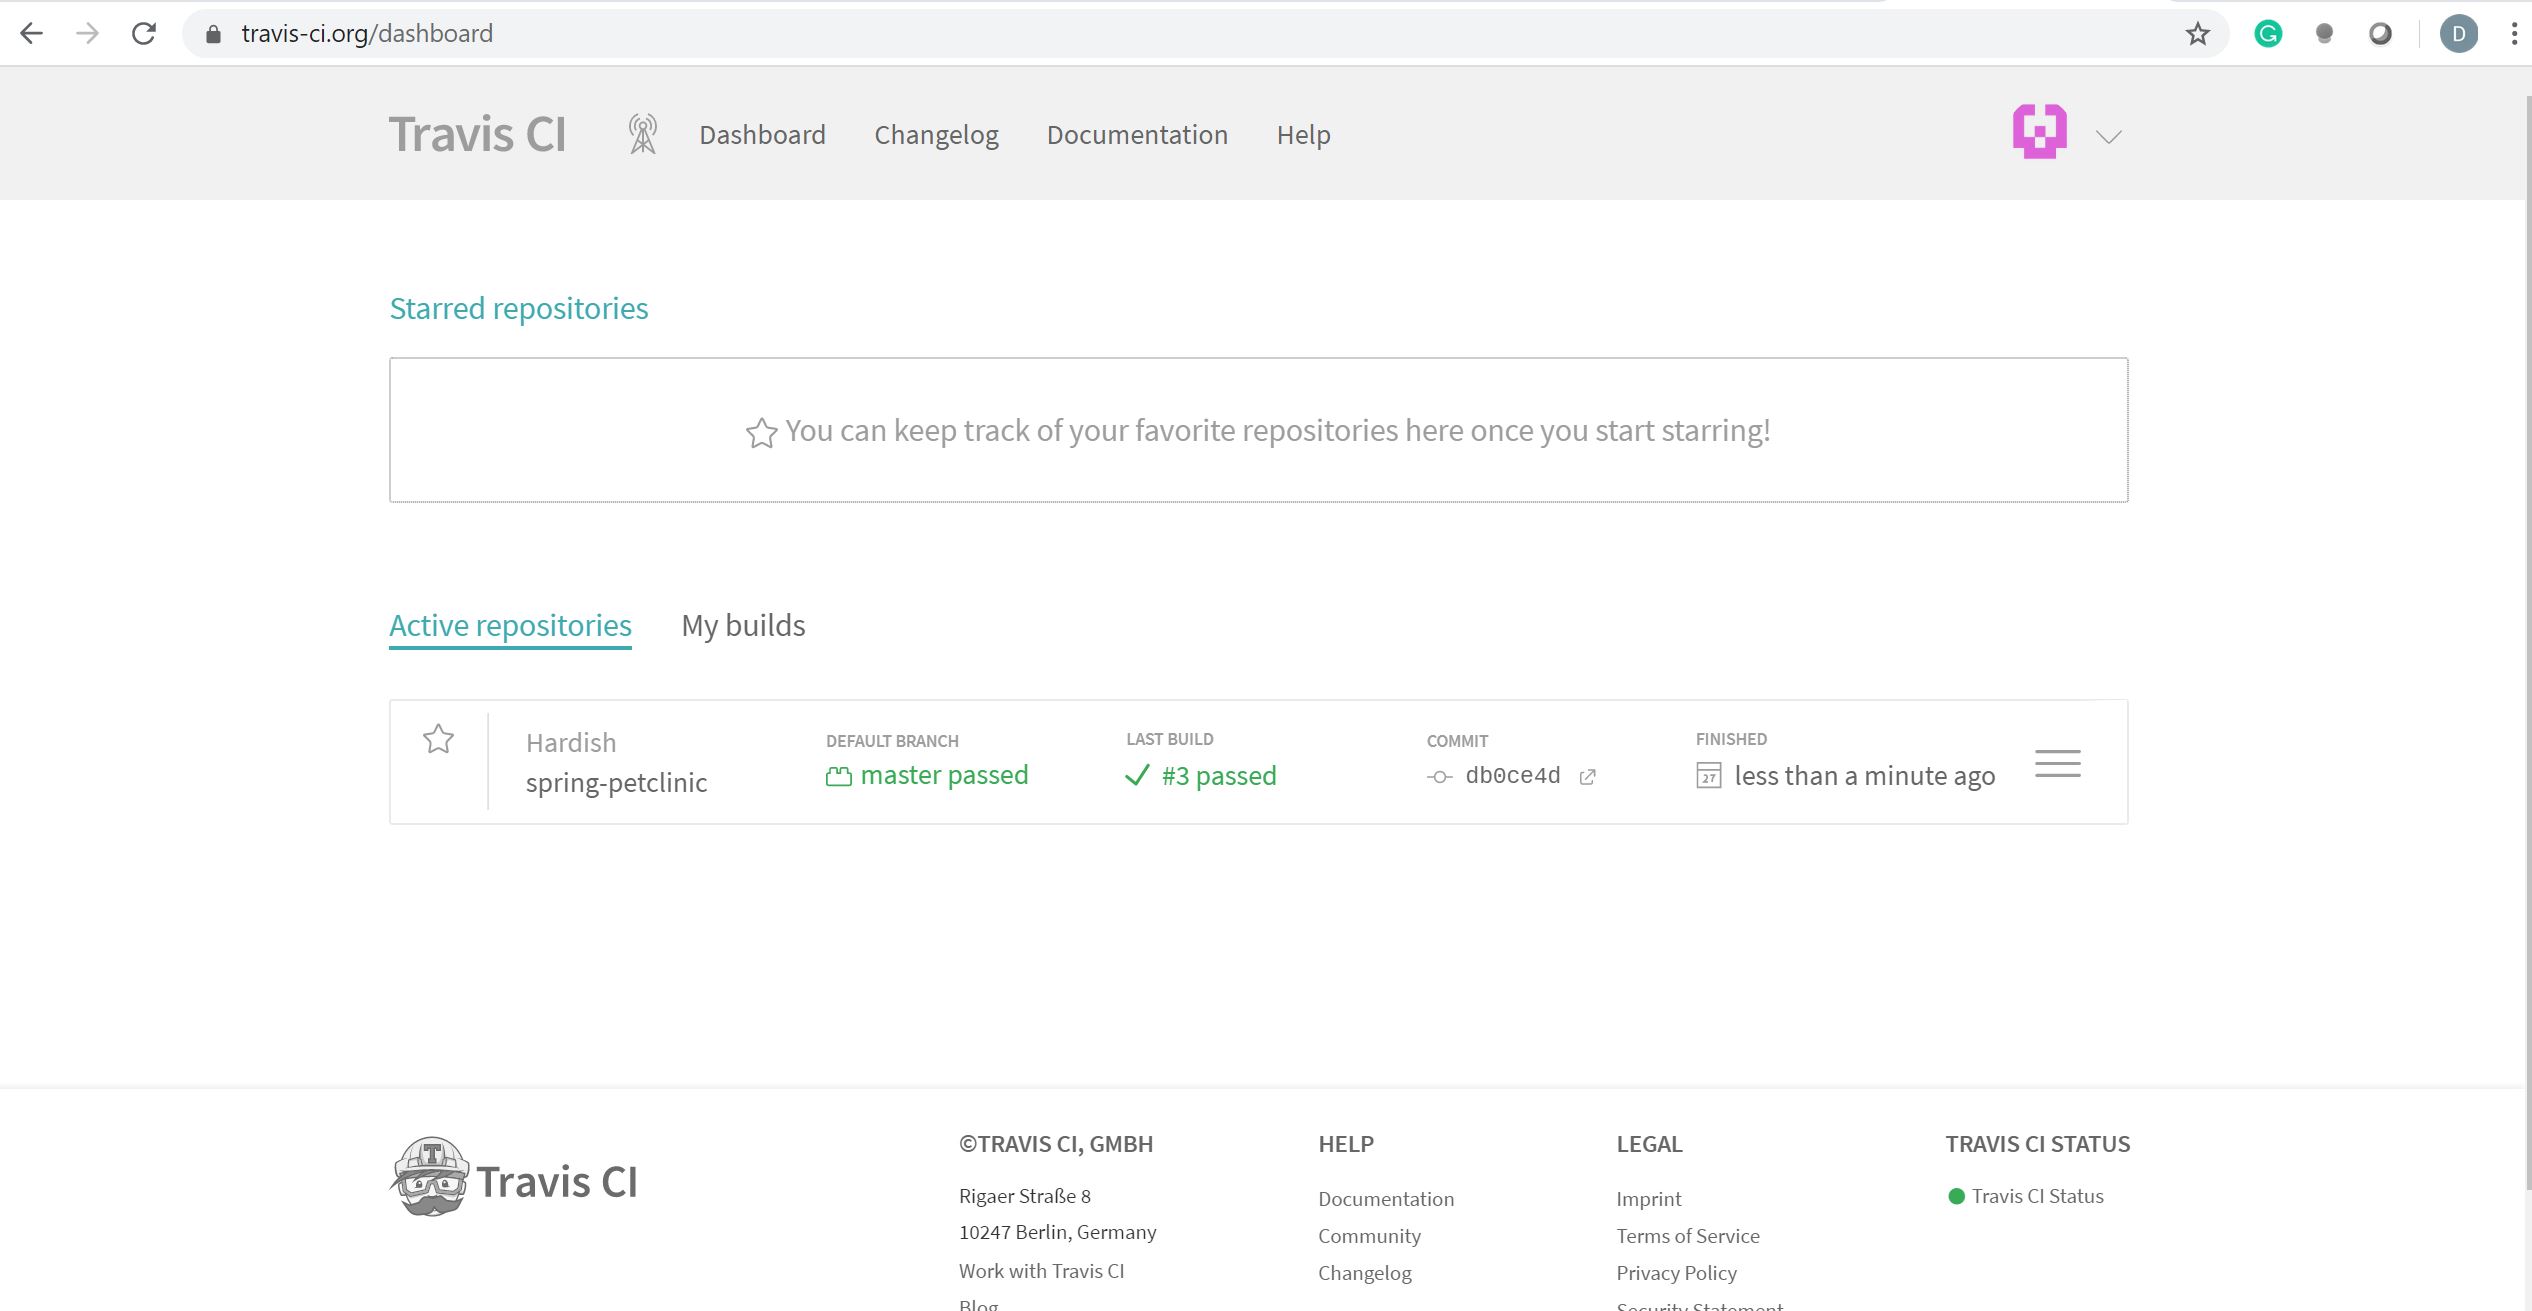 travis-ci.org/dashboard
D
Travis CI
Dashboard
Changelog
Documentation
Help
Starred repositories
You can keep track of your favorite repositories here once you start starring!
Active repositories
My builds
Hardish
spring-petclinic
DEFAULT BRANCH
master passed
LAST BUILD
#3 passed
COMMIT
db0ce4d
FINISHED
27
less than a minute ago
T
Travis CI
©TRAVIS CI, GMBH
Rigaer Straße 8
10247 Berlin, Germany
Work with Travis CI
Blog
HELP
Documentation
Community
Changelog
LEGAL
Imprint
Terms of Service
Privacy Policy
Security Statement
TRAVIS CI STATUS
Travis CI Status